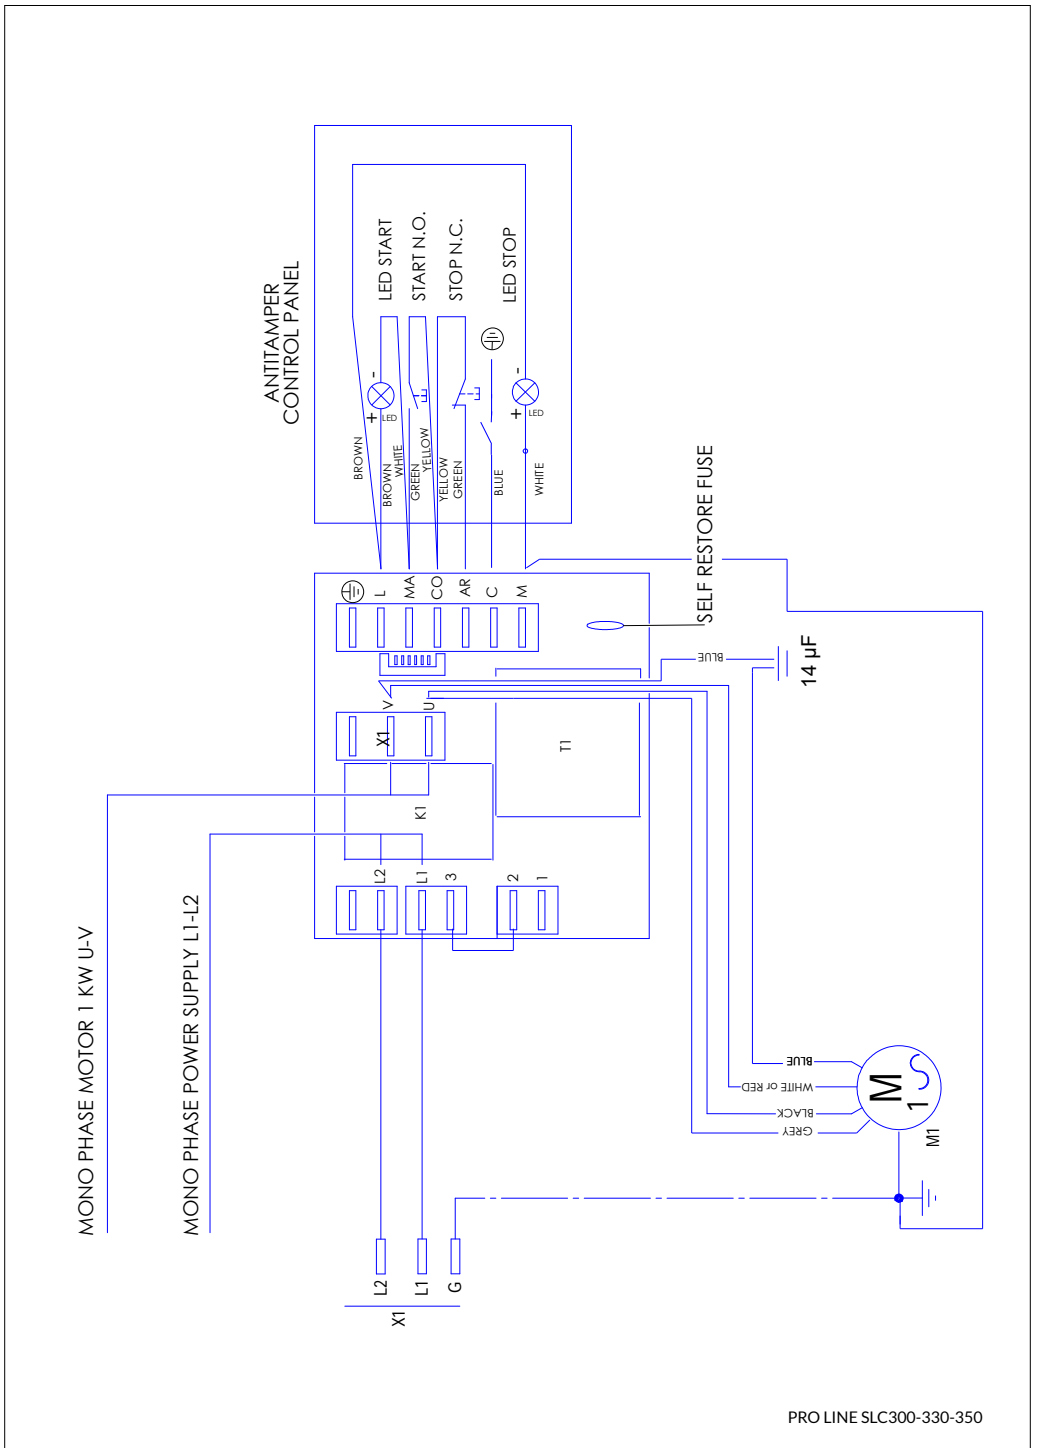 ANTITAMPER
CONTROL PANEL
LED START
START N.O.
STOP N.C.
LED STOP
+
-
LED
+
-
LED
BROWN
BROWN
WHITE
GREEN
YELLOW
YELLOW
GREEN
BLUE
WHITE
SELF RESTORE FUSE
L
MA
CO
AR
C
M
V
X1
U
K1
T1
L2
L1
3
2
1
BLUE
14 µF
MONO PHASE MOTOR 1 KW U-V
MONO PHASE POWER SUPPLY L1-L2
BLUE
WHITE or RED
BLACK
GREY
M
1
M1
L2
L1
G
X1
PRO LINE SLC300-330-350